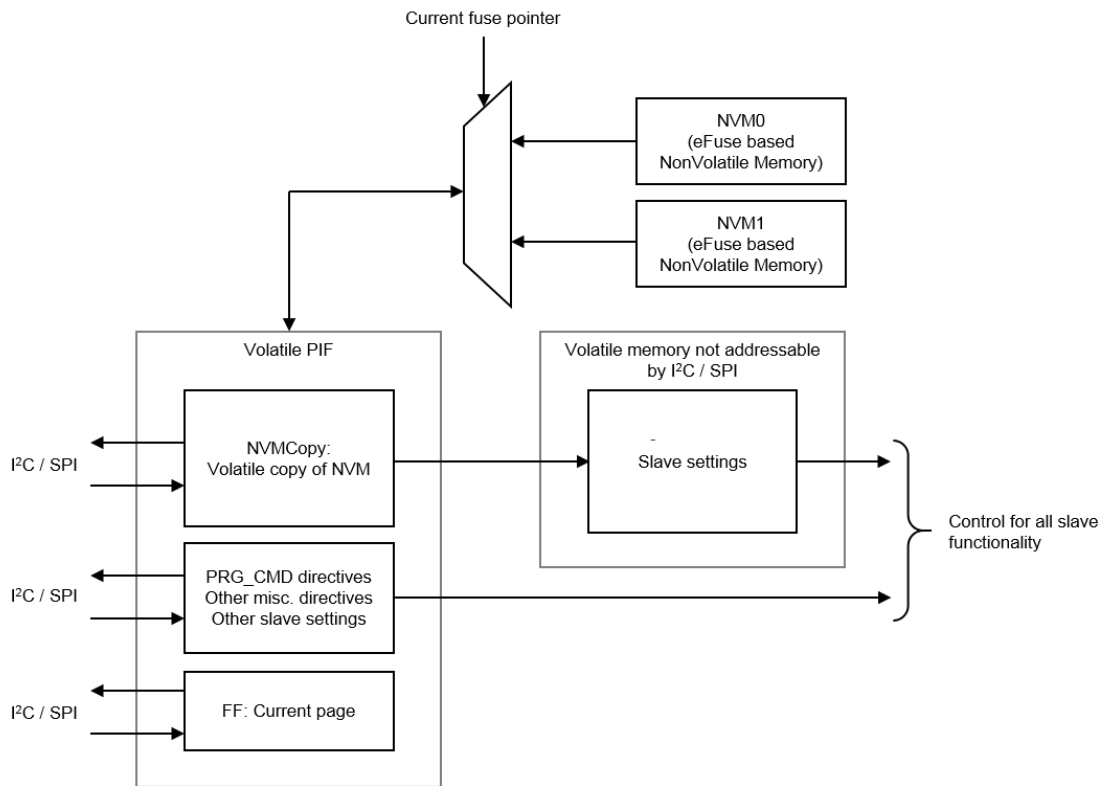 Current fuse pointer
NVM0
(eFuse based
NonVolatile Memory)
NVM1
(eFuse based
NonVolatile Memory)
Volatile PIF
Volatile memory not addressable
by I²C / SPI
I²C / SPI
NVMCopy:
Volatile copy of NVM
-
Slave settings
Control for all slave
functionality
I²C / SPI
PRG_CMD directives
Other misc. directives
Other slave settings
I²C / SPI
FF: Current page